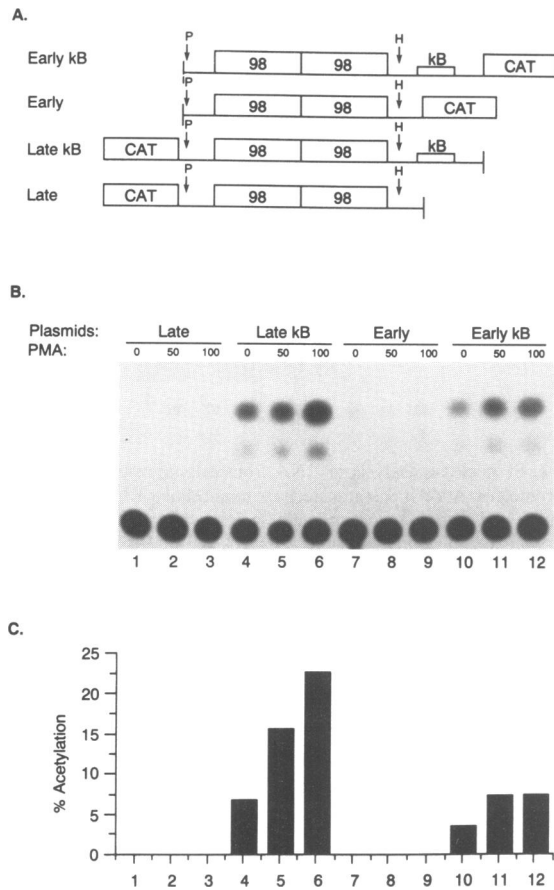 A.
P H
Early kB 98 98 kB CAT
P H
Early 98 98 CAT
P H
Late kB CAT 98 98 kB
P H
Late CAT 98 98
B.
Plasmids: Late Late kB Early Early kB
PMA: 0 50 100 0 50 100 0 50 100 0 50 100
1 2 3 4 5 6 7 8 9 10 11 12
C.
% Acetylation
25
20
15
10
5
0
1 2 3 4 5 6 7 8 9 10 11 12